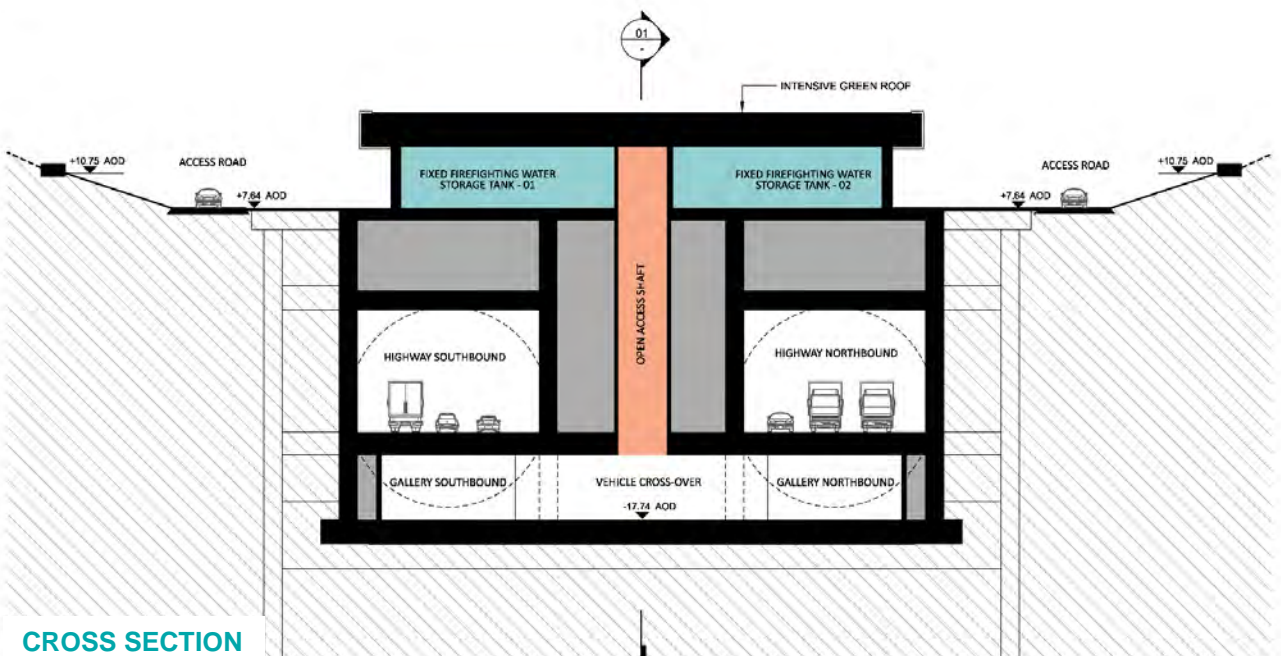 01
-
INTENSIVE GREEN ROOF
+10.75 AOD
ACCESS ROAD
+7.64 AOD
FIXED FIREFIGHTING WATER
STORAGE TANK - 01
FIXED FIREFIGHTING WATER
STORAGE TANK - 02
ACCESS ROAD
+10.75 AOD
+7.64 AOD
OPEN ACCESS SHAFT
HIGHWAY SOUTHBOUND
HIGHWAY NORTHBOUND
GALLERY SOUTHBOUND
VEHICLE CROSS-OVER
GALLERY NORTHBOUND
-17.74 AOD
CROSS SECTION